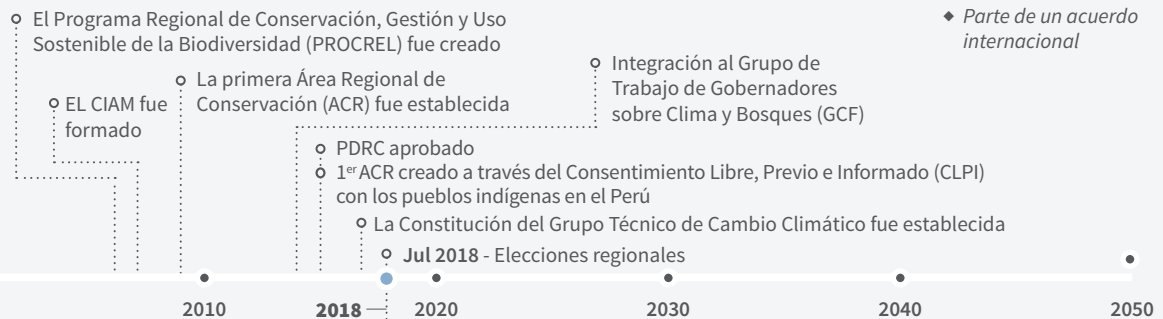 El Programa Regional de Conservación, Gestión y Uso
Sostenible de la Biodiversidad (PROCREL) fue creado
Parte de un acuerdo
internacional
EL CIAM fue
formado
La primera Área Regional de
Conservación (ACR) fue establecida
Integración al Grupo de
Trabajo de Gobernadores
sobre Clima y Bosques (GCF)
PDRC aprobado
1er ACR creado a través del Consentimiento Libre, Previo e Informado (CLPI)
con los pueblos indígenas en el Perú
La Constitución del Grupo Técnico de Cambio Climático fue establecida
Jul 2018 - Elecciones regionales
2010 2018 2020 2030 2040 2050